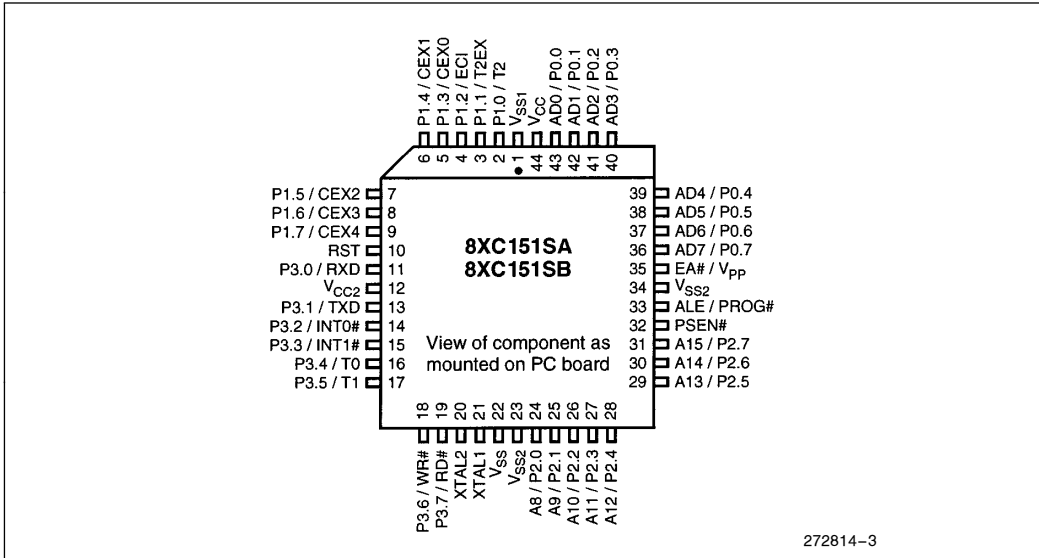 P1.4 / CEX1
P1.3 / CEX0
P1.2 / ECI
P1.1 / T2EX
P1.0 / T2
VSS1
VCC
AD0 / P0.0
AD1 / P0.1
AD2 / P0.2
AD3 / P0.3
6 5 4 3 2 1 44 43 42 41 40
P1.5 / CEX2 7
P1.6 / CEX3 8
P1.7 / CEX4 9
RST 10
P3.0 / RXD 11
VCC2 12
P3.1 / TXD 13
P3.2 / INT0# 14
P3.3 / INT1# 15
P3.4 / T0 16
P3.5 / T1 17
8XC151SA
8XC151SB
View of component as
mounted on PC board
39 AD4 / P0.4
38 AD5 / P0.5
37 AD6 / P0.6
36 AD7 / P0.7
35 EA# / VPP
34 VSS2
33 ALE / PROG#
32 PSEN#
31 A15 / P2.7
30 A14 / P2.6
29 A13 / P2.5
18 19 20 21 22 23 24 25 26 27 28
P3.6 / WR#
P3.7 / RD#
XTAL2
XTAL1
VSS
VSS2
A8 / P2.0
A9 / P2.1
A10 / P2.2
A11 / P2.3
A12 / P2.4
272814–3